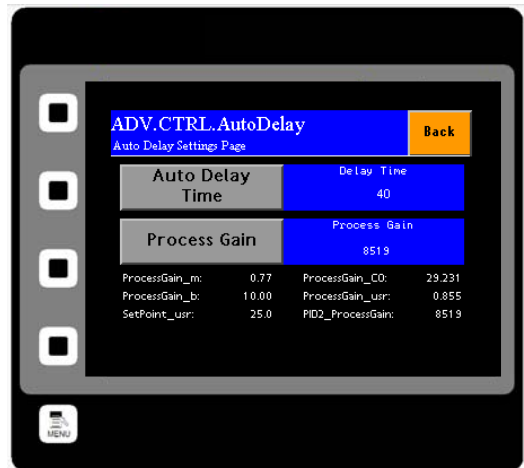 ADV.CTRL.AutoDelay
Auto Delay Settings Page
Back
Auto Delay
Time
Delay Time
40
Process Gain
Process Gain
8519
ProcessGain_m: 0.77 ProcessGain_CO: 29.231
ProcessGain_b: 10.00 ProcessGain_usr: 0.855
SetPoint_usr: 25.0 PID2_ProcessGain: 8519
MENU